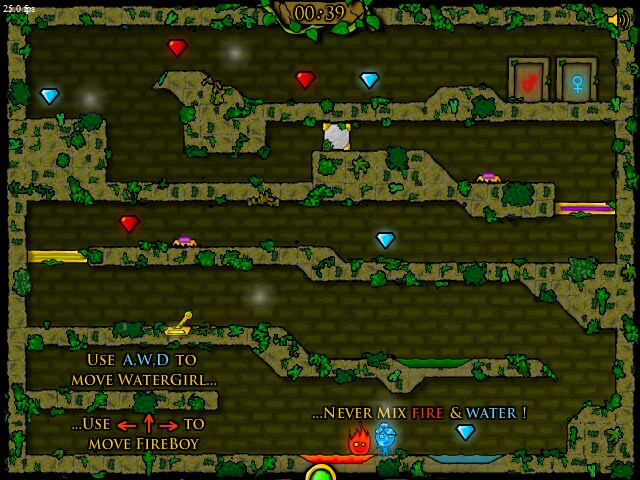 25.0 fps
00:39
USE A,W,D TO
MOVE WATERGIRL...
...USE ← ↑ → TO
MOVE FIREBOY
...NEVER MIX FIRE & WATER !